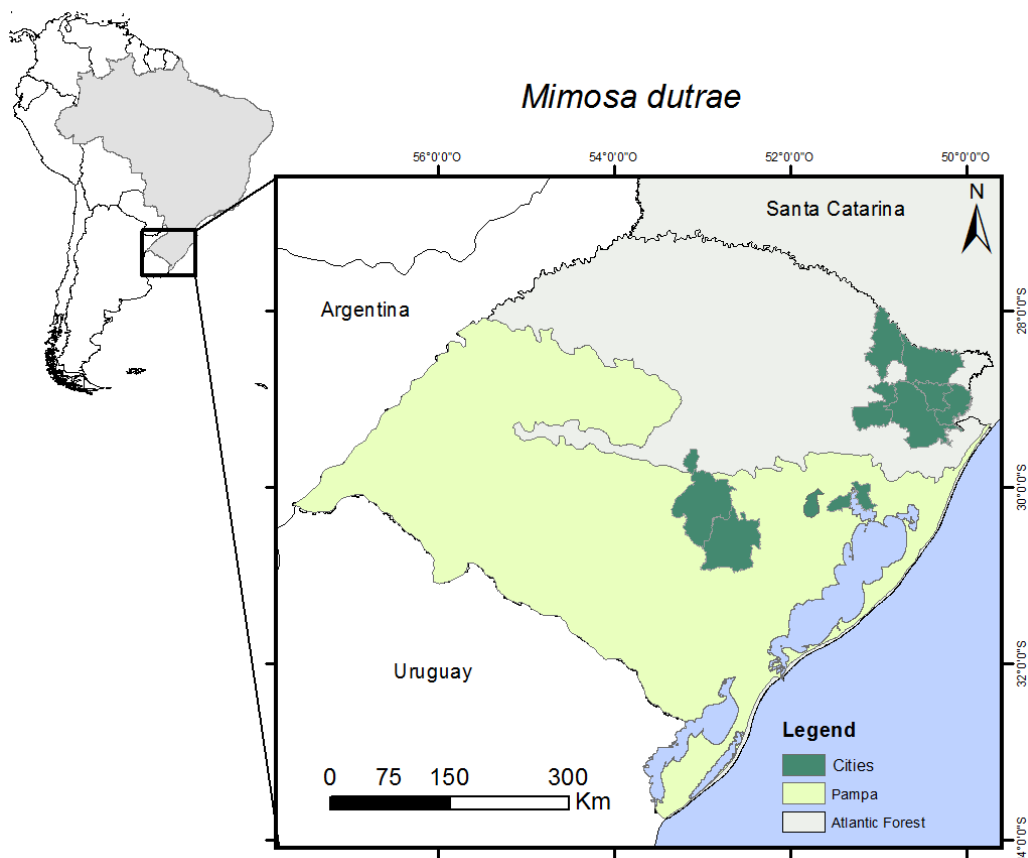 Mimosa dutrae
56°0'0"O
54°0'0"O
52°0'0"O
50°0'0"O
N
Santa Catarina
Argentina
28°0'0"S
30°0'0"S
Uruguay
32°0'0"S
Legend
Cities
Pampa
Atlantic Forest
0 75 150 300
Km
4°0'0"S